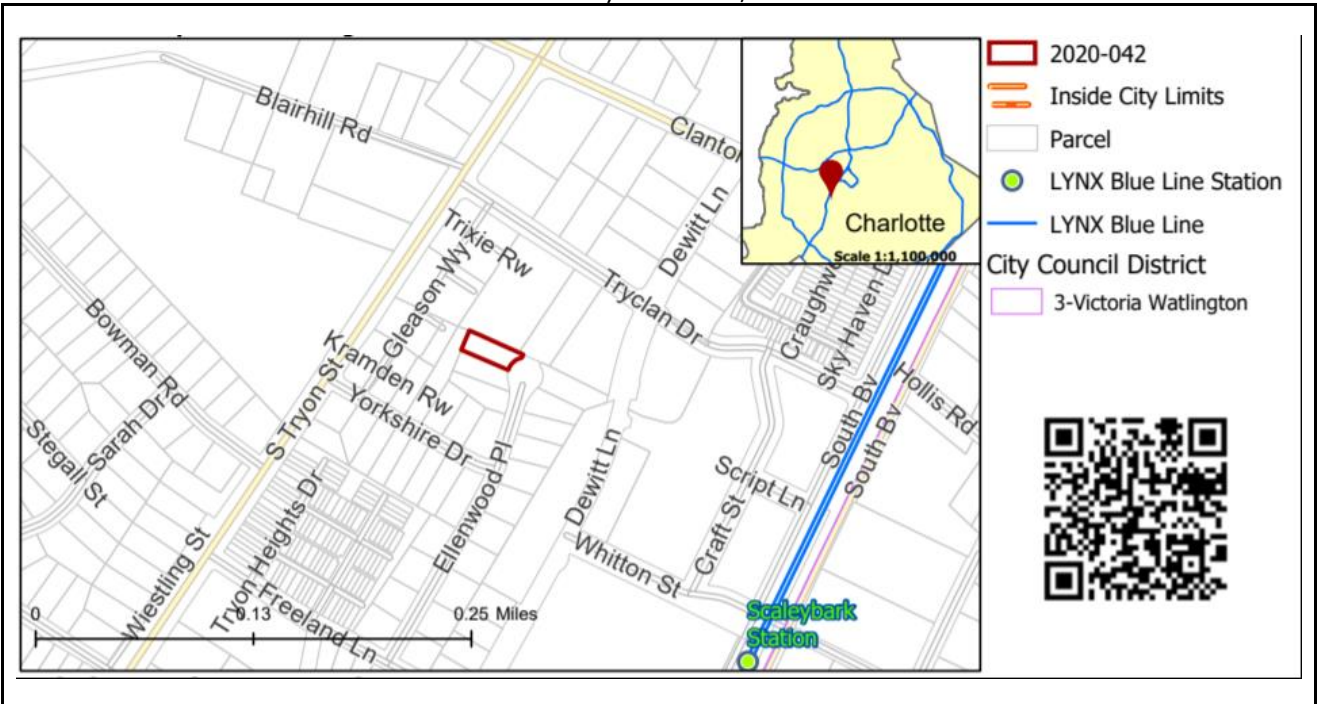 Blairhill Rd
Clanton
Dewitt Ln
Trixie Rw
Gleason Wy
Tryclan Dr
Craughwe
Sky Haven D
Bowman Rd
Kramden Rw
S Tryon St
Yorkshire Dr
Sarah Dr
Stegall St
Hollis Rd
South Bv
South Bv
Dewitt Ln
Ellenwood Pl
Script Ln
Craft St
Whitton St
Tryon Heights Dr
Wiestling St
Freeland Ln
0 0.13 0.25 Miles
Scaleybark
Station
Charlotte
Scale 1:1,100,000
2020-042
Inside City Limits
Parcel
LYNX Blue Line Station
LYNX Blue Line
City Council District
3-Victoria Watlington